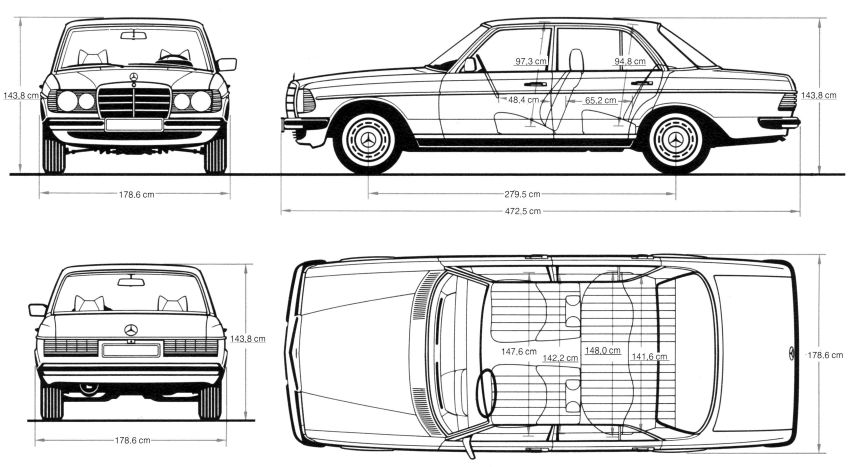 143,8 cm
178.6 cm
97,3 cm
94,8 cm
48,4 cm
65,2 cm
143,8 cm
279.5 cm
472.5 cm
143,8 cm
178.6 cm
147,6 cm
142,2 cm
148.0 cm
141,6 cm
178.6 cm